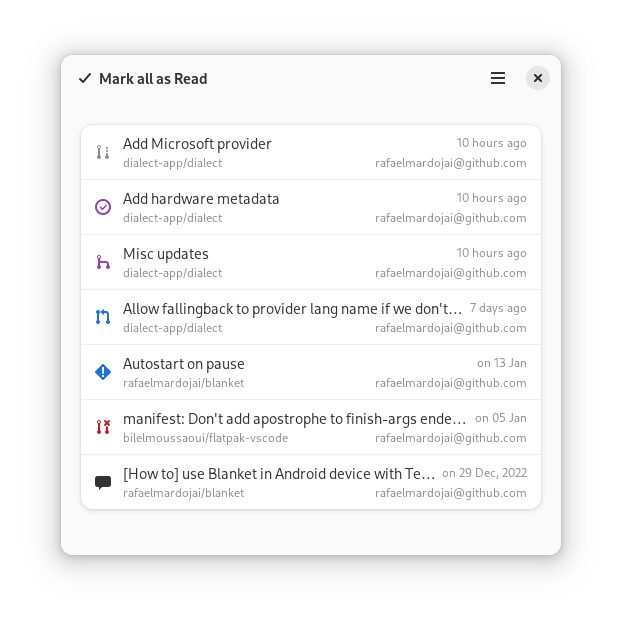 Mark all as Read
Add Microsoft provider 10 hours ago
dialect-app/dialect rafaelmardojai@github.com
Add hardware metadata 10 hours ago
dialect-app/dialect rafaelmardojai@github.com
Misc updates 10 hours ago
dialect-app/dialect rafaelmardojai@github.com
Allow fallingback to provider lang name if we don't… 7 days ago
dialect-app/dialect rafaelmardojai@github.com
Autostart on pause on 13 Jan
rafaelmardojai/blanket rafaelmardojai@github.com
manifest: Don't add apostrophe to finish-args ende… on 05 Jan
bilelmoussaoui/flatpak-vscode rafaelmardojai@github.com
[How to] use Blanket in Android device with Te… on 29 Dec, 2022
rafaelmardojai/blanket rafaelmardojai@github.com